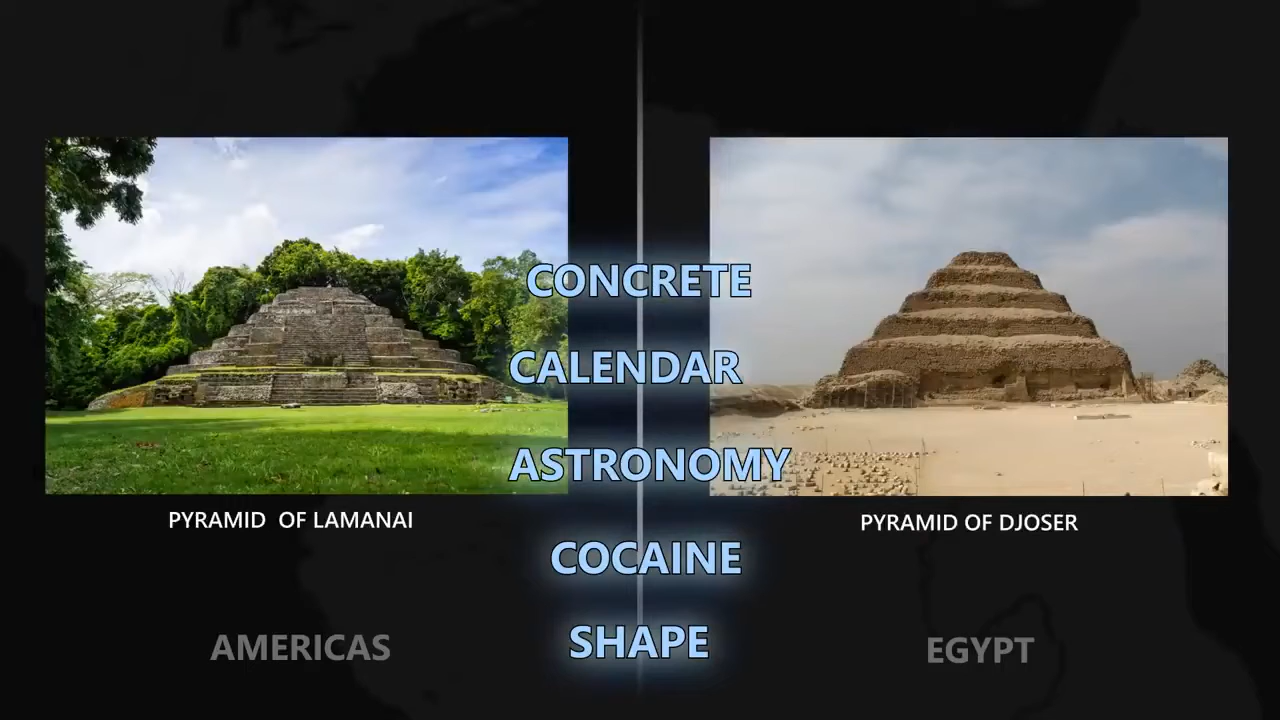 CONCRETE
CALENDAR
ASTRONOMY
PYRAMID  OF LAMANAI
PYRAMID OF DJOSER
COCAINE
SHAPE
AMERICAS
EGYPT